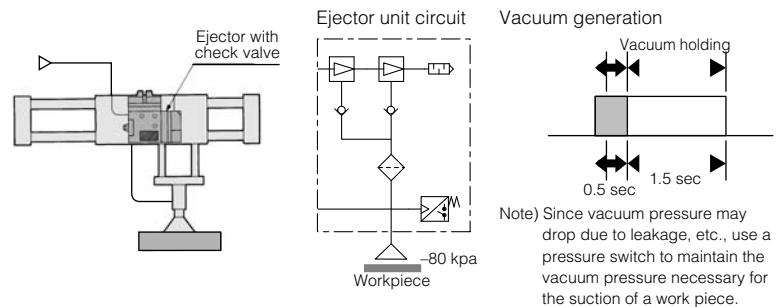 Ejector with
check valve
Ejector unit circuit
–80 kpa
Workpiece
Vacuum generation
Vacuum holding
0.5 sec
1.5 sec
Note) Since vacuum pressure may
drop due to leakage, etc., use a
pressure switch to maintain the
vacuum pressure necessary for
the suction of a work piece.